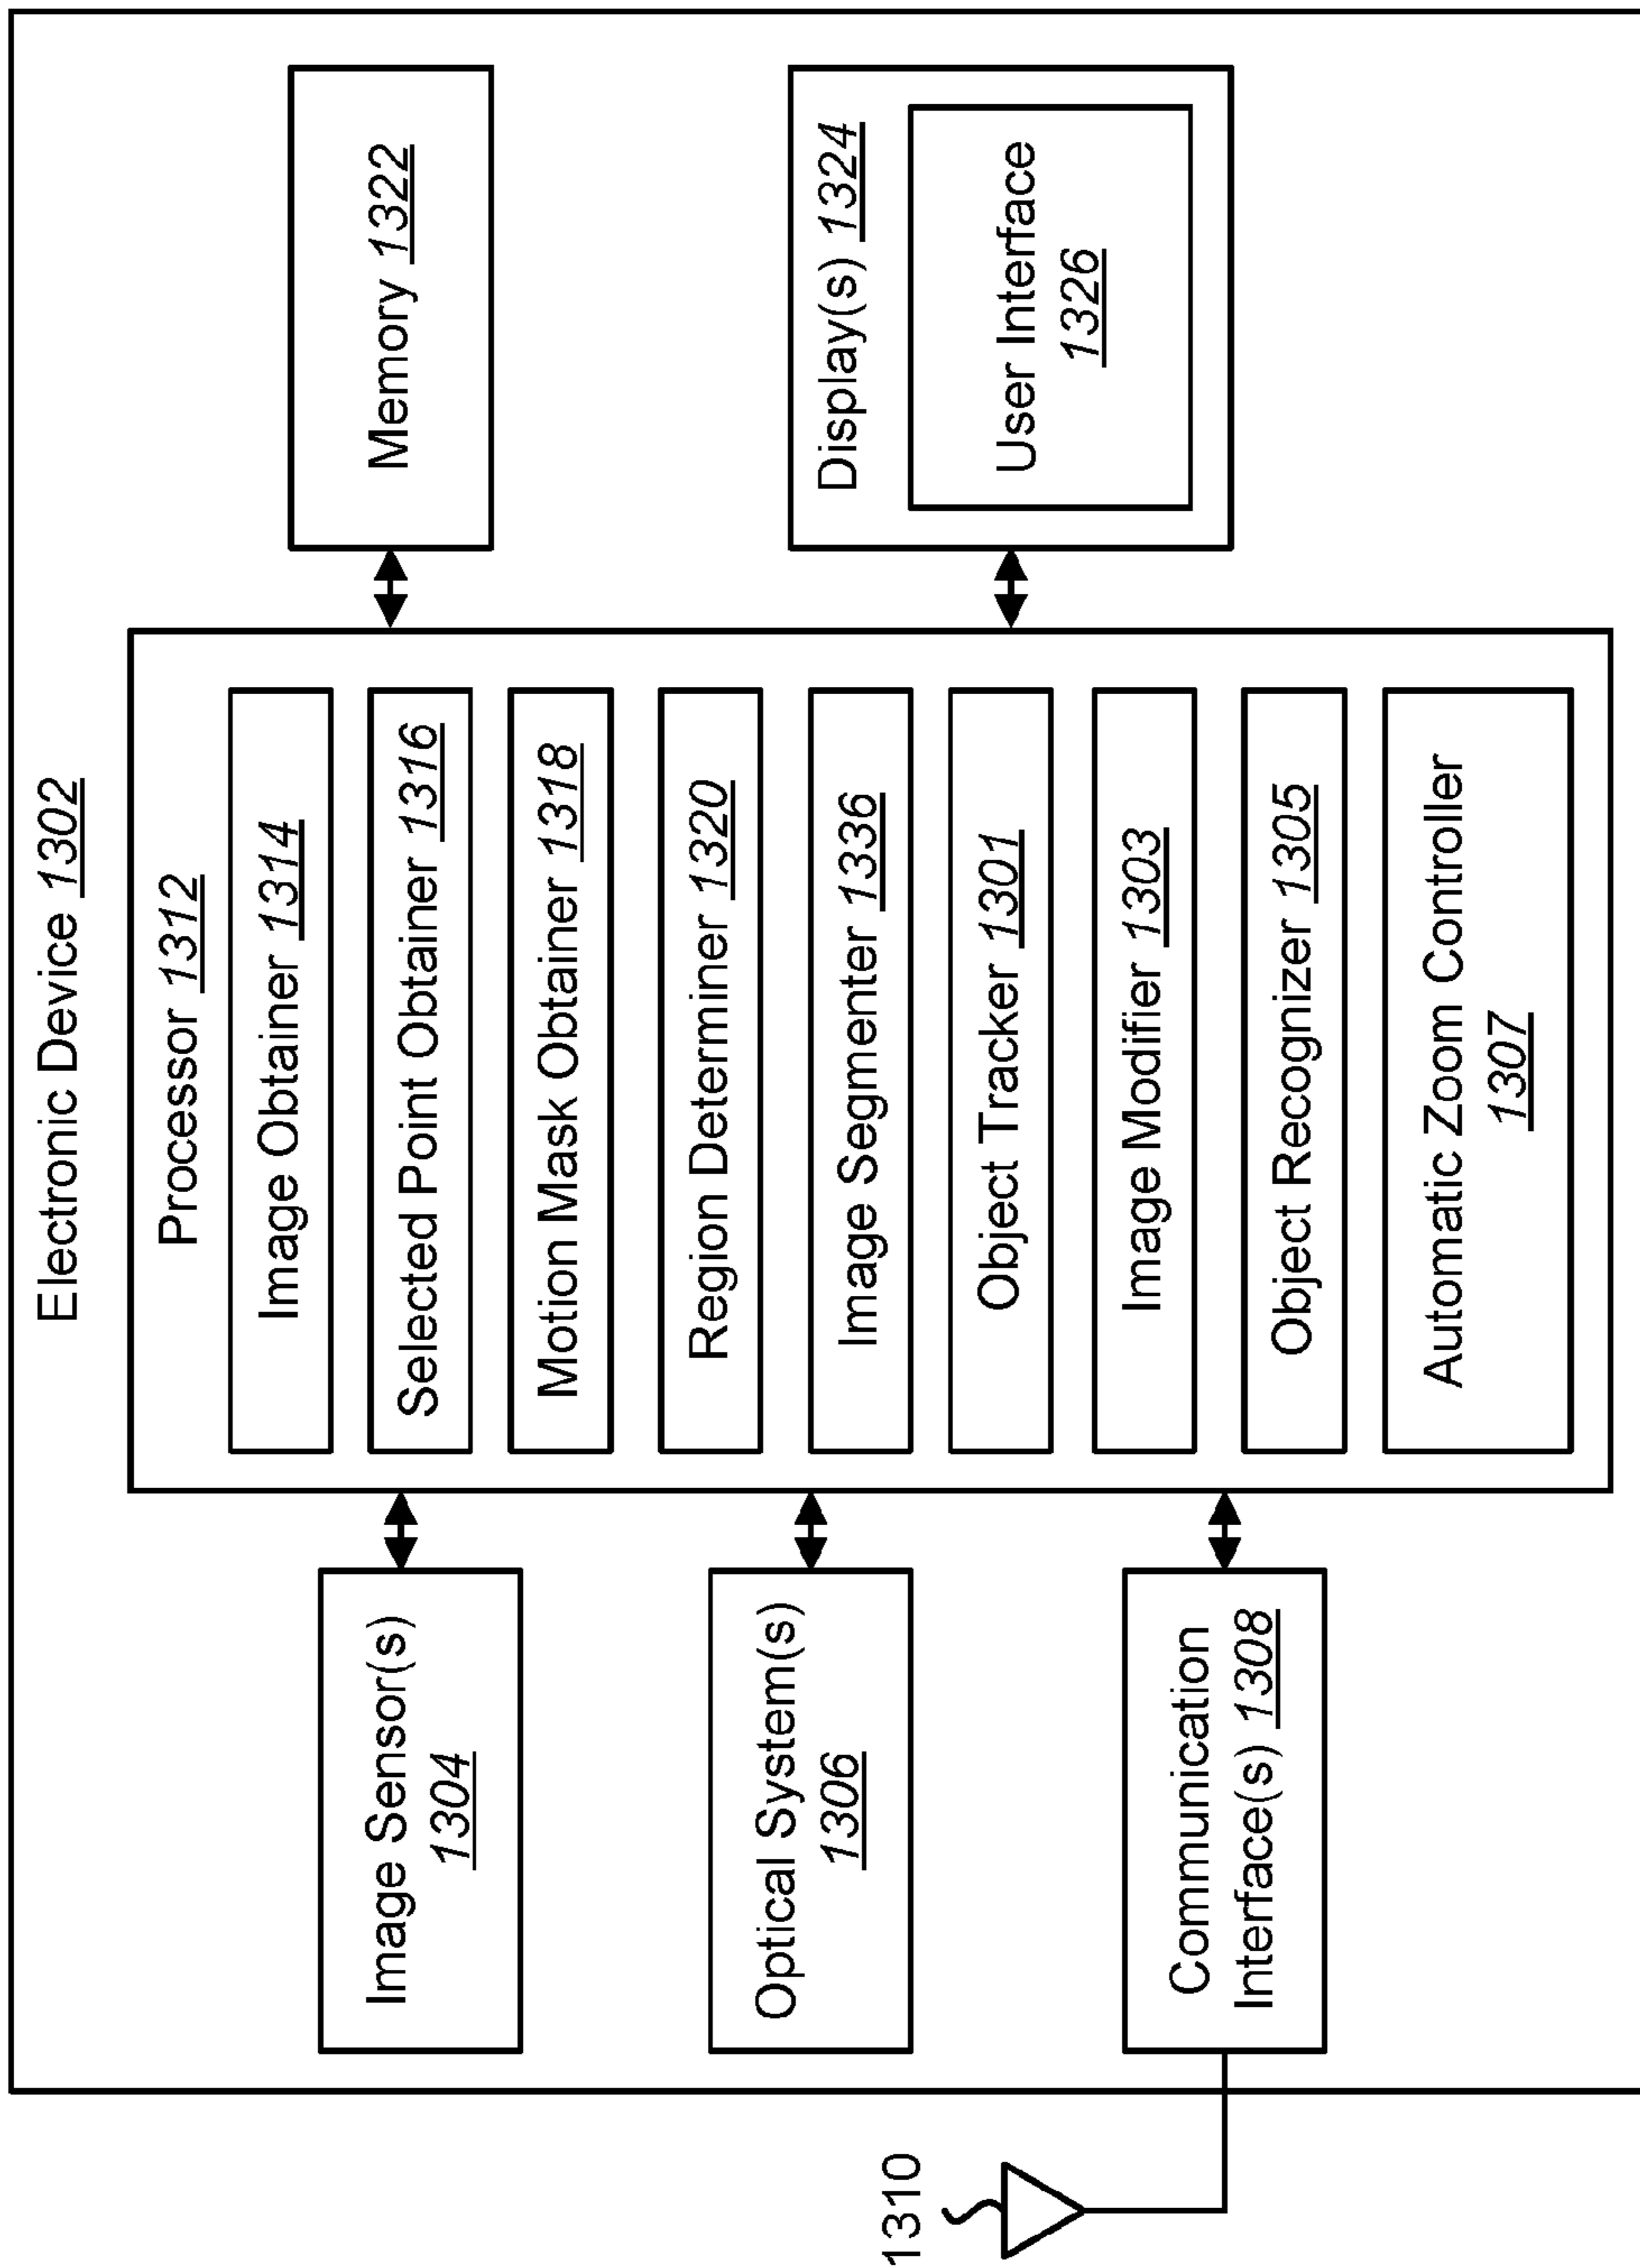 Electronic Device 1302
Image Sensor(s)
1304
Optical System(s)
1306
Communication
Interface(s) 1308
1310
Processor 1312
Image Obtainer 1314
Selected Point Obtainer 1316
Motion Mask Obtainer 1318
Region Determiner 1320
Image Segmenter 1336
Object Tracker 1301
Image Modifier 1303
Object Recognizer 1305
Automatic Zoom Controller
1307
Memory 1322
Display(s) 1324
User Interface
1326